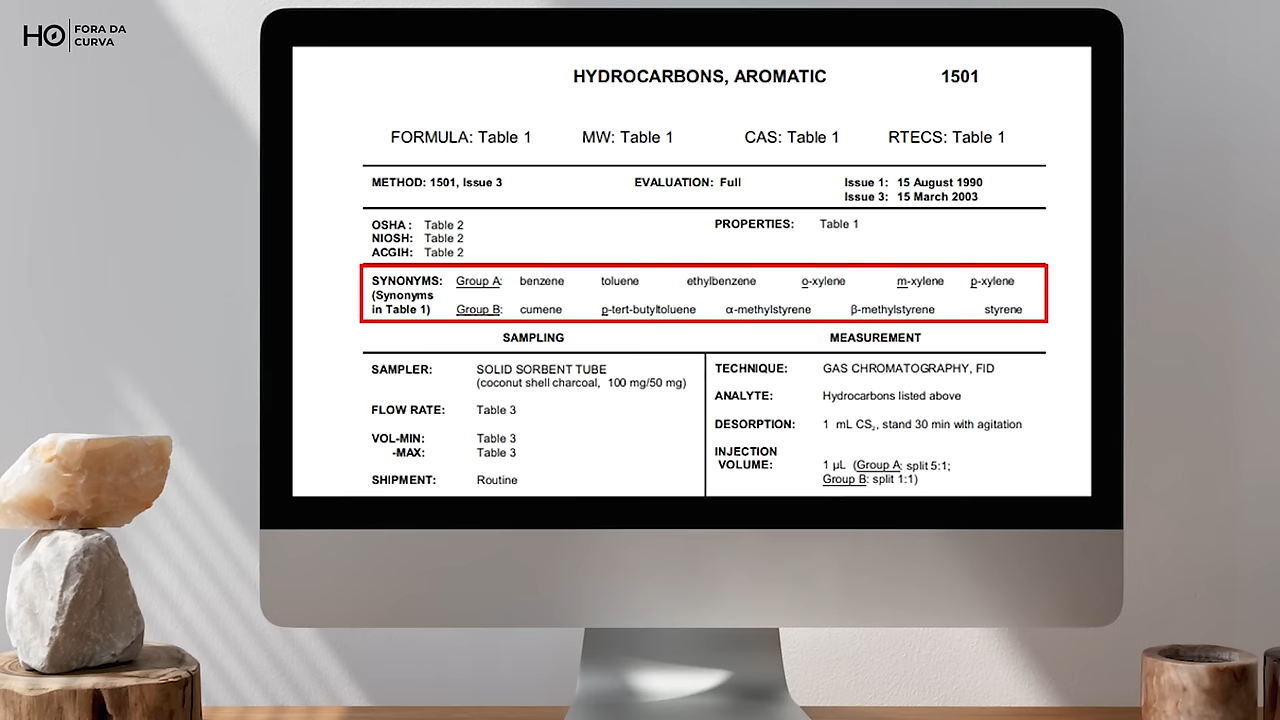 HO FORA DA
CURVA
HYDROCARBONS, AROMATIC 1501
FORMULA: Table 1 MW: Table 1 CAS: Table 1 RTECS: Table 1
METHOD: 1501, Issue 3 EVALUATION: Full Issue 1: 15 August 1990
Issue 3: 15 March 2003
OSHA : Table 2 PROPERTIES: Table 1
NIOSH: Table 2
ACGIH: Table 2
SYNONYMS: Group A: benzene toluene ethylbenzene o-xylene m-xylene p-xylene
(Synonyms
in Table 1) Group B: cumene p-tert-butyltoluene α-methylstyrene β-methylstyrene styrene
SAMPLING
SAMPLER: SOLID SORBENT TUBE
(coconut shell charcoal, 100 mg/50 mg)
FLOW RATE: Table 3
VOL-MIN: Table 3
-MAX: Table 3
SHIPMENT: Routine
MEASUREMENT
TECHNIQUE: GAS CHROMATOGRAPHY, FID
ANALYTE: Hydrocarbons listed above
DESORPTION: 1 mL CS₂, stand 30 min with agitation
INJECTION
VOLUME: 1 µL (Group A: split 5:1;
Group B: split 1:1)